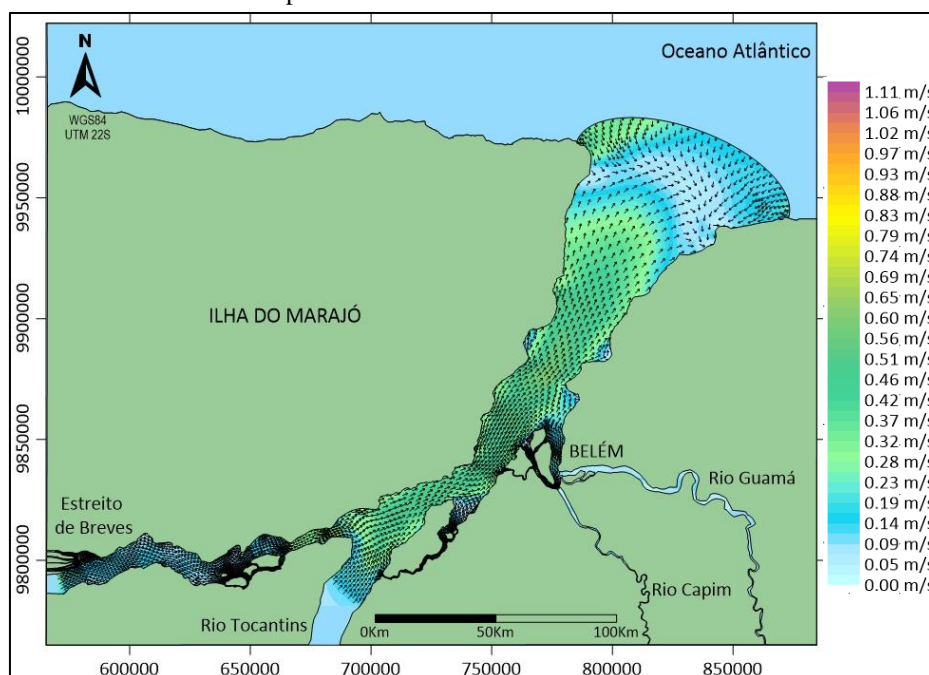 Oceano Atlântico
N
WGS84
UTM 22S
ILHA DO MARAJÓ
BELÉM
Rio Guamá
Estreito
de Breves
Rio Capim
Rio Tocantins
0Km 50Km 100Km
10000000
9950000
9900000
9850000
9800000
600000 650000 700000 750000 800000 850000
1.11 m/s
1.06 m/s
1.02 m/s
0.97 m/s
0.93 m/s
0.88 m/s
0.83 m/s
0.79 m/s
0.74 m/s
0.69 m/s
0.65 m/s
0.60 m/s
0.56 m/s
0.51 m/s
0.46 m/s
0.42 m/s
0.37 m/s
0.32 m/s
0.28 m/s
0.23 m/s
0.19 m/s
0.14 m/s
0.09 m/s
0.05 m/s
0.00 m/s